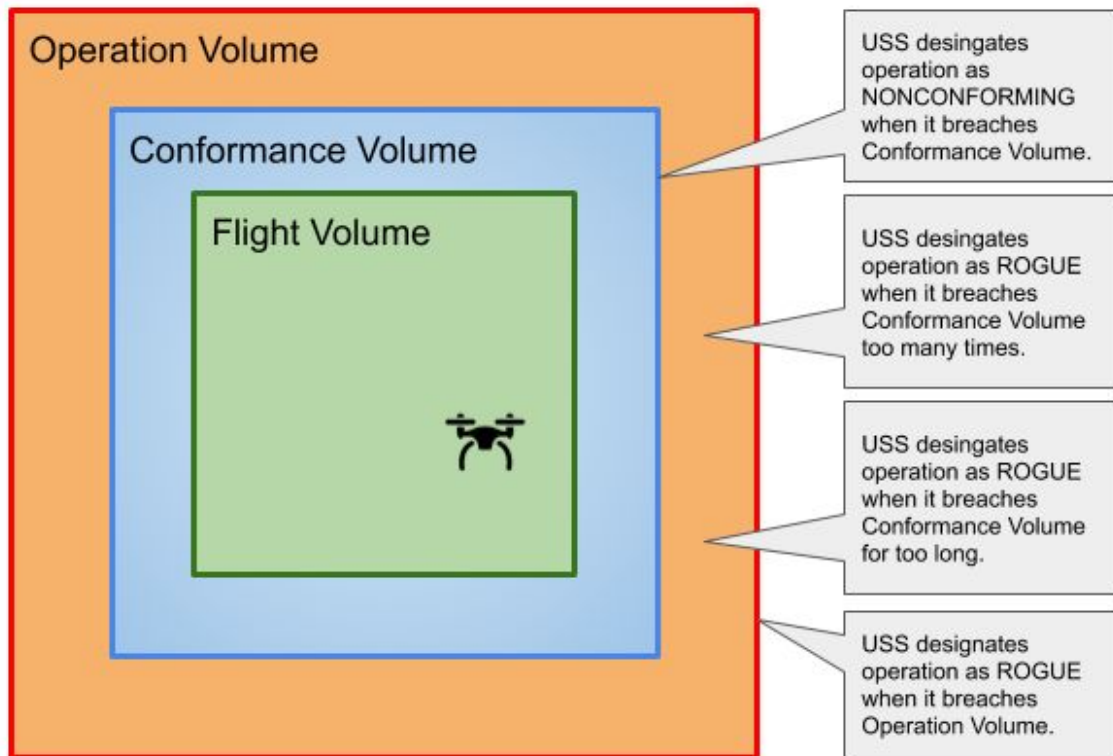 Operation Volume
Conformance Volume
Flight Volume
USS desingates
operation as
NONCONFORMING
when it breaches
Conformance Volume.
USS desingates
operation as ROGUE
when it breaches
Conformance Volume
too many times.
USS desingates
operation as ROGUE
when it breaches
Conformance Volume
for too long.
USS designates
operation as ROGUE
when it breaches
Operation Volume.